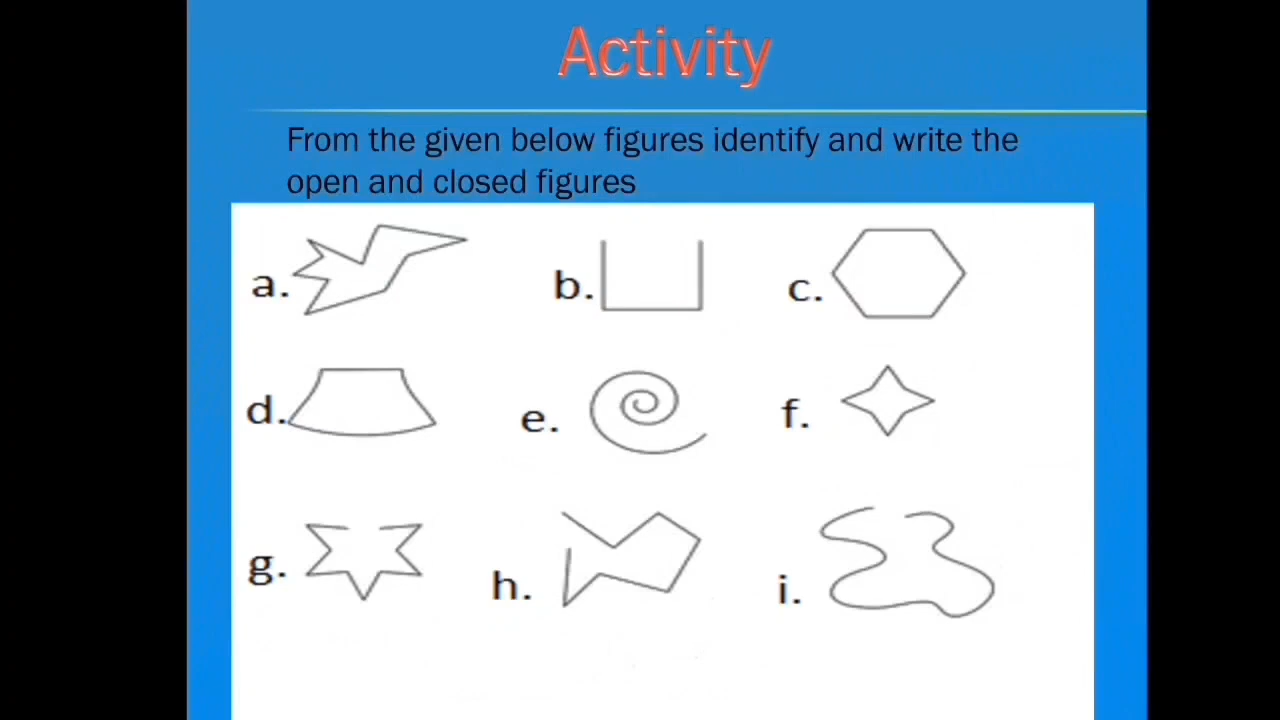 Activity
From the given below figures identify and write the
open and closed figures
a. b. c.
d. e. f.
g. h. i.